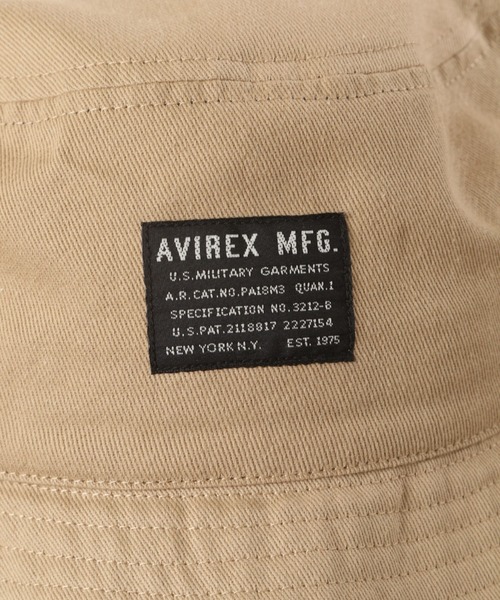 AVIREX MFG.
U.S.MILITARY GARMENTS
A.R.CAT.NO.PA18M3 QUAN.1
SPECIFICATION NO.3212-B
U.S.PAT.2118817 2227154
NEW YORK N.Y. EST.1975